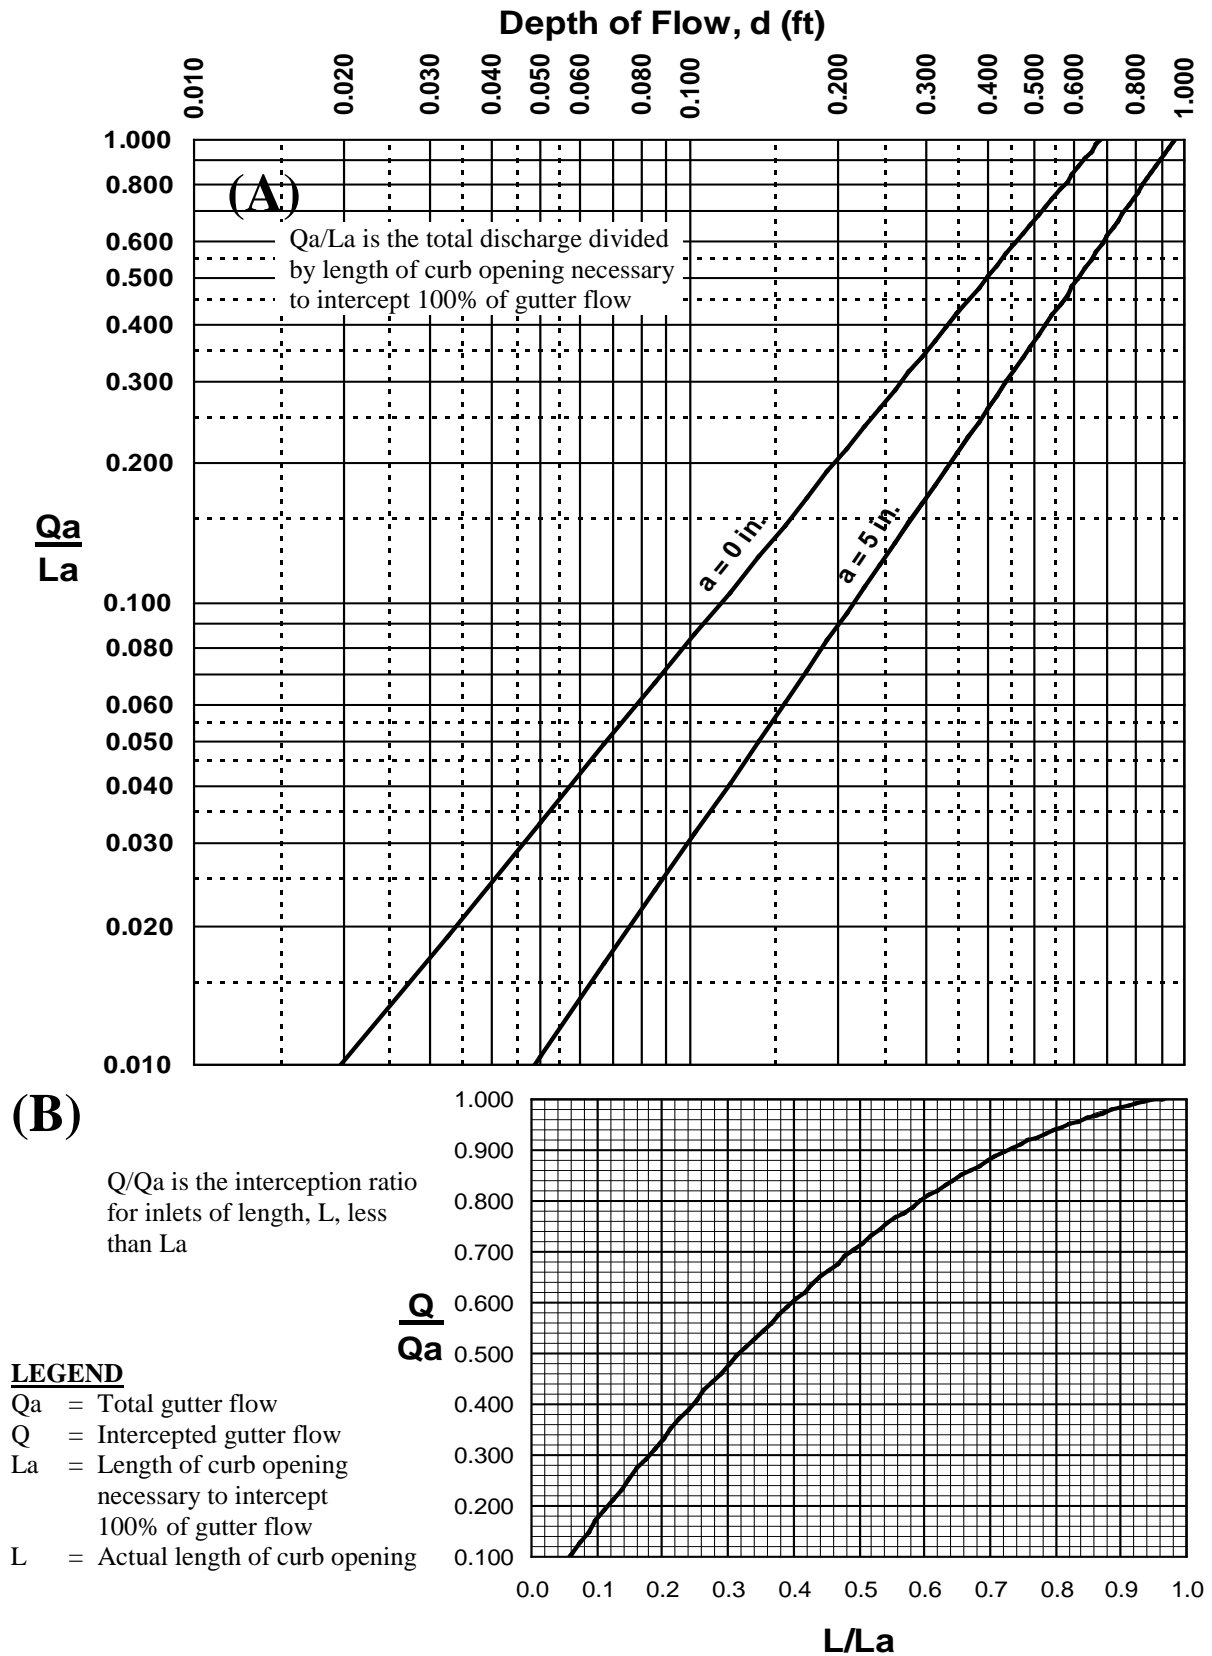 Depth of Flow, d (ft)
0.010 0.020 0.030 0.040 0.050 0.060 0.080 0.100 0.200 0.300 0.400 0.500 0.600 0.800 1.000
1.000
0.800
0.600
0.500
0.400
0.300
0.200
0.100
0.080
0.060
0.050
0.040
0.030
0.020
0.010
(A)
Qa/La is the total discharge divided
by length of curb opening necessary
to intercept 100% of gutter flow
Qa
La
a = 0 in.
a = 5 in.
(B)
Q/Qa is the interception ratio
for inlets of length, L, less
than La
LEGEND
Qa = Total gutter flow
Q = Intercepted gutter flow
La = Length of curb opening
necessary to intercept
100% of gutter flow
L = Actual length of curb opening
Q
Qa
1.000
0.900
0.800
0.700
0.600
0.500
0.400
0.300
0.200
0.100
0.0 0.1 0.2 0.3 0.4 0.5 0.6 0.7 0.8 0.9 1.0
L/La